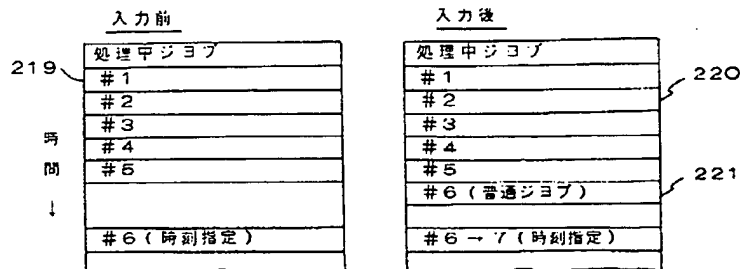 入力前
処理中ジョブ
219
#1
#2
#3
#4
#5
時間
↓
#6(時刻指定)
入力後
処理中ジョブ
#1
220
#2
#3
#4
#5
221
#6(普通ジョブ)
#6→7(時刻指定)